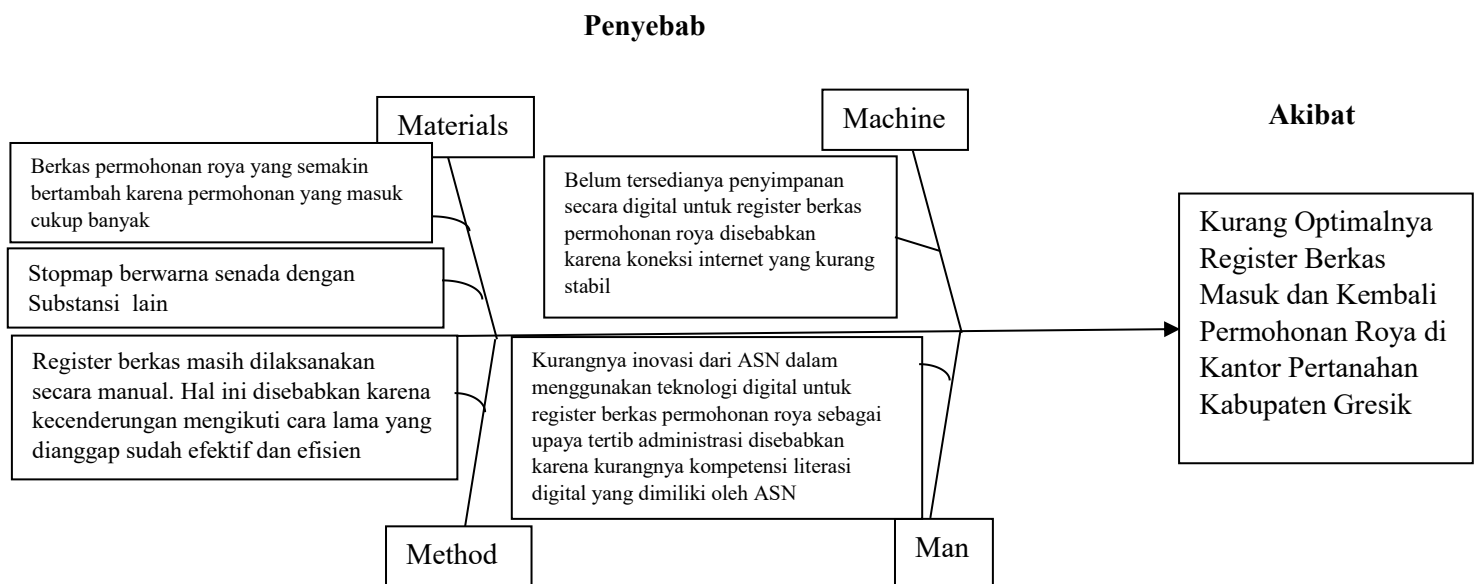 Penyebab
Materials
Machine
Akibat
Berkas permohonan roya yang semakin
bertambah karena permohonan yang masuk
cukup banyak
Belum tersedianya penyimpanan
secara digital untuk register berkas
permohonan roya disebabkan
karena koneksi internet yang kurang
stabil
Stopmap berwarna senada dengan
Substansi lain
Kurang Optimalnya
Register Berkas
Masuk dan Kembali
Permohonan Roya di
Kantor Pertanahan
Kabupaten Gresik
Register berkas masih dilaksanakan
secara manual. Hal ini disebabkan karena
kecenderungan mengikuti cara lama yang
dianggap sudah efektif dan efisien
Kurangnya inovasi dari ASN dalam
menggunakan teknologi digital untuk
register berkas permohonan roya sebagai
upaya tertib administrasi disebabkan
karena kurangnya kompetensi literasi
digital yang dimiliki oleh ASN
Method
Man